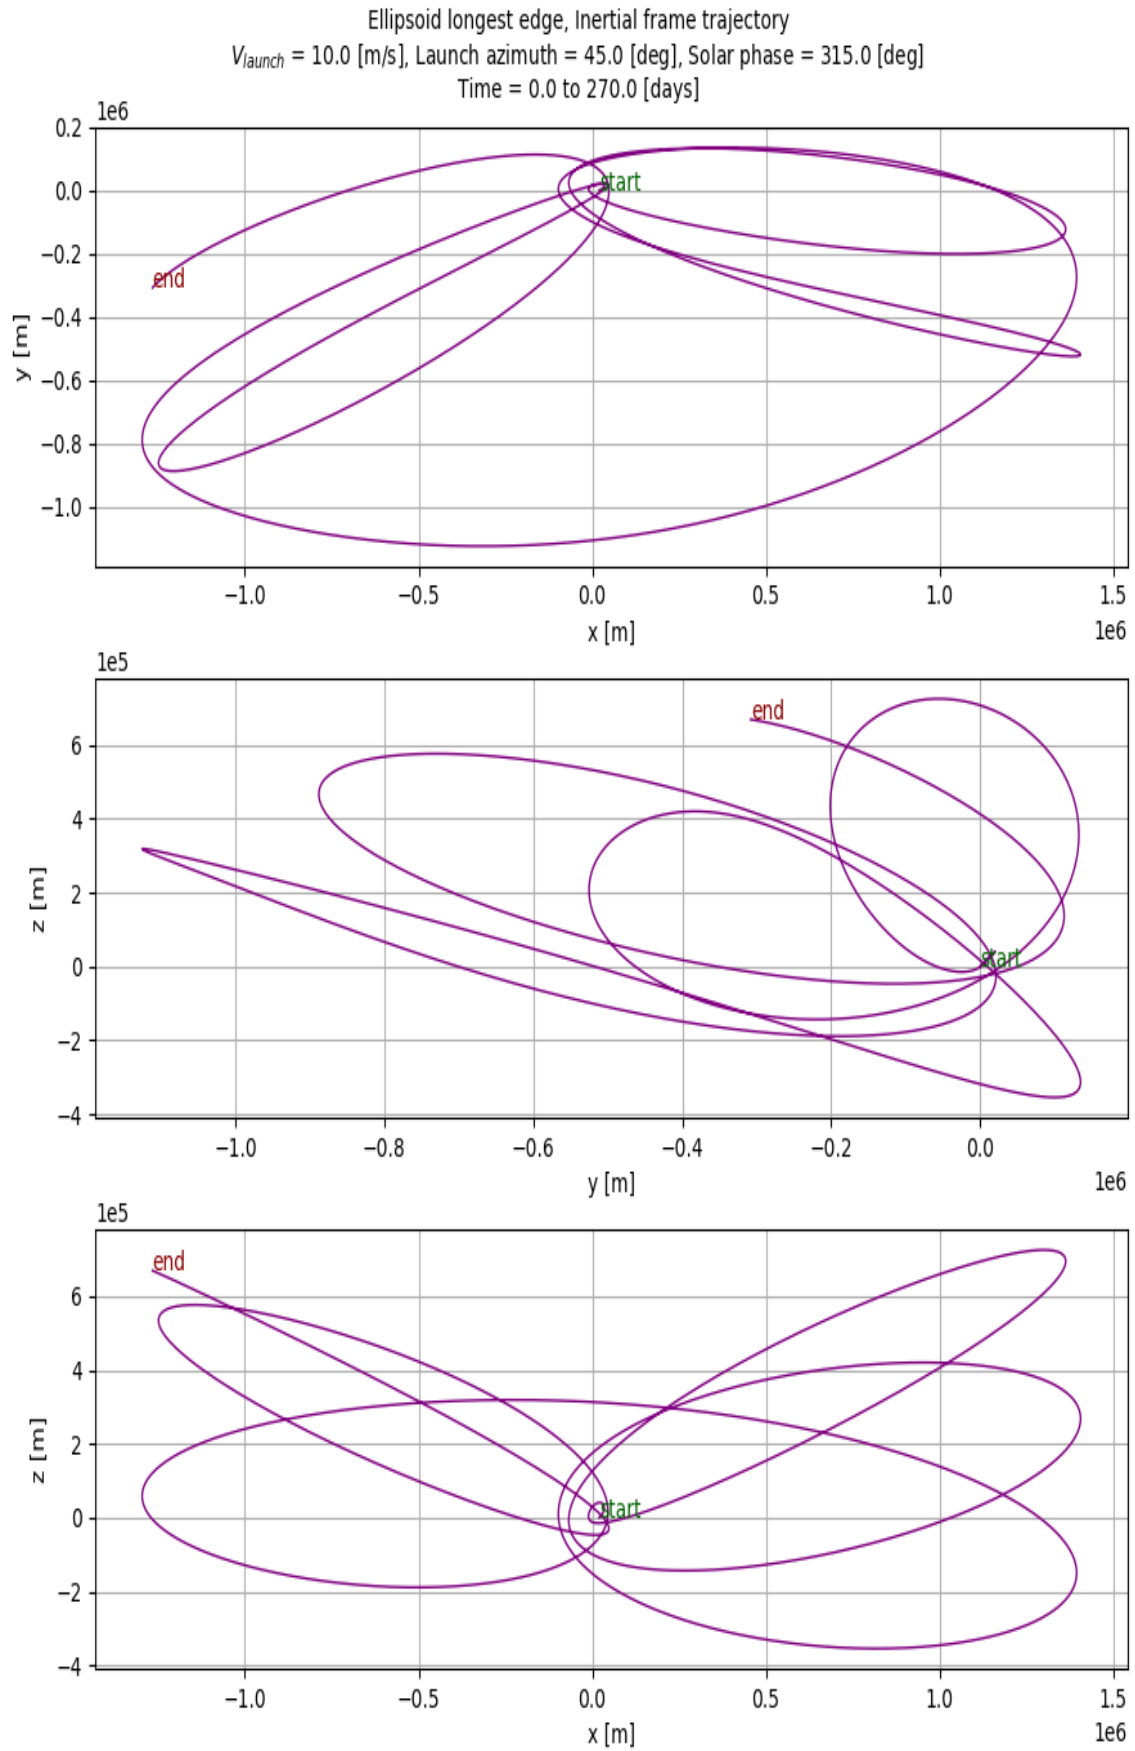 Ellipsoid longest edge, Inertial frame trajectory
V_launch = 10.0 [m/s], Launch azimuth = 45.0 [deg], Solar phase = 315.0 [deg]
Time = 0.0 to 270.0 [days]
1e6
0.2
0.0
−0.2
−0.4
−0.6
−0.8
−1.0
y [m]
start
end
−1.0 −0.5 0.0 0.5 1.0 1.5
x [m]
1e6
1e5
6
4
2
0
−2
−4
z [m]
end
start
−1.0 −0.8 −0.6 −0.4 −0.2 0.0
y [m]
1e6
1e5
6
4
2
0
−2
−4
z [m]
end
start
−1.0 −0.5 0.0 0.5 1.0 1.5
x [m]
1e6